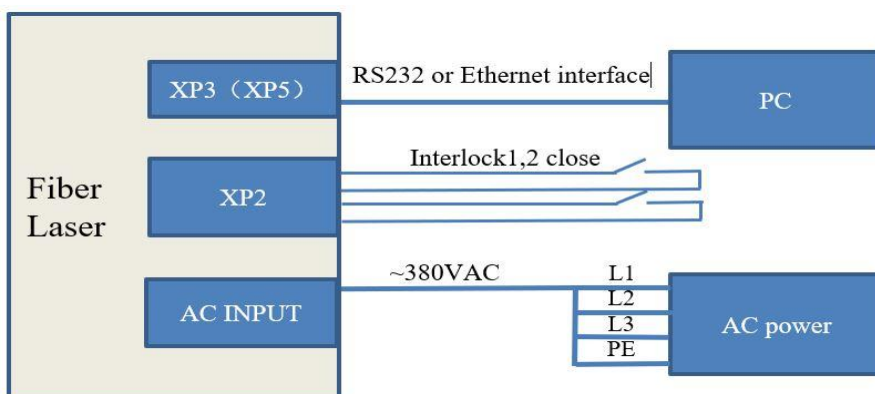 XP3（XP5）
RS232 or Ethernet interface
PC
Interlock1,2 close
Fiber
Laser
XP2
~380VAC
L1
L2
L3
PE
AC INPUT
AC power